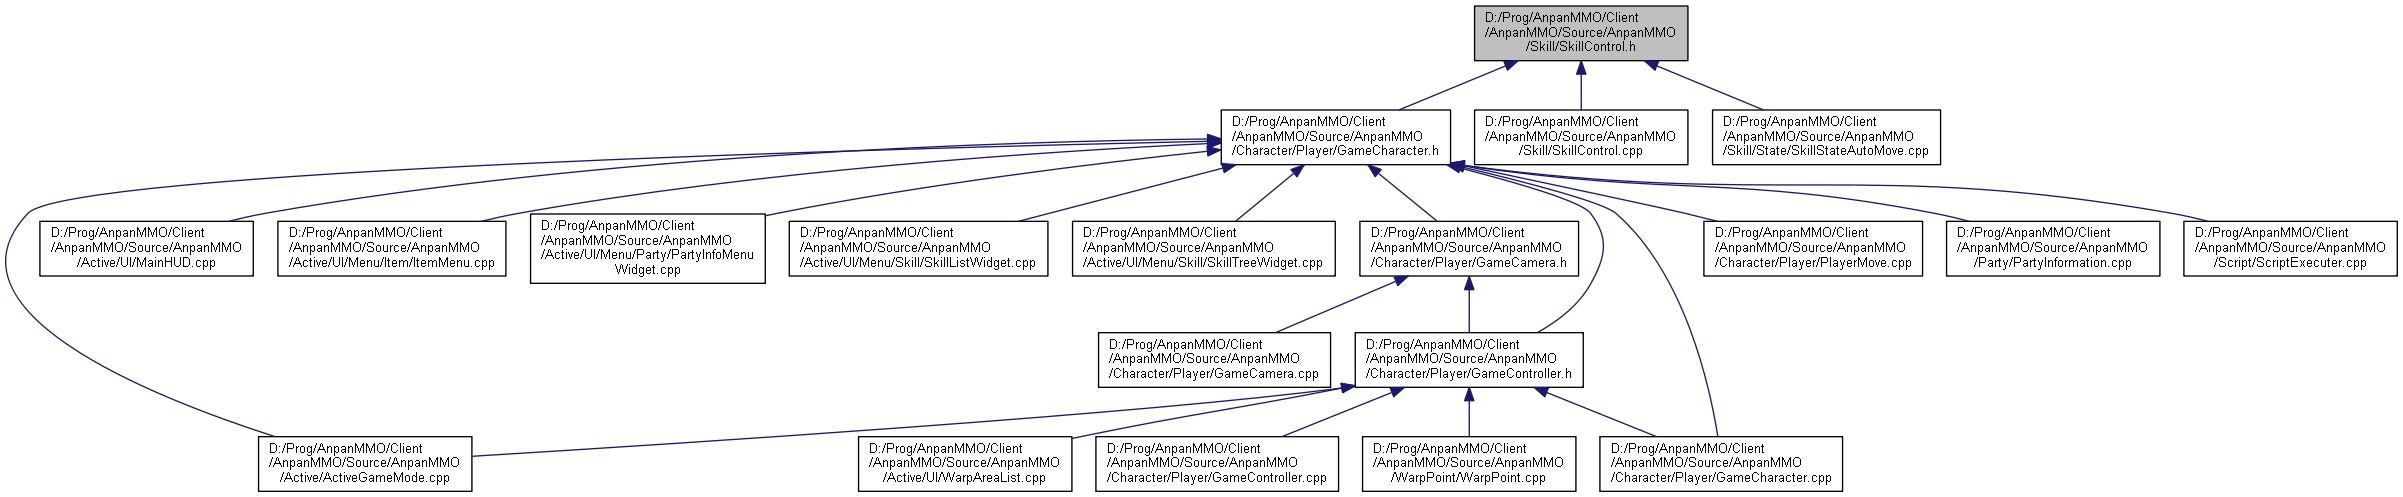 D:/Prog/AnpanMMO/Client
/AnpanMMO/Source/AnpanMMO
/Skill/SkillControl.h
D:/Prog/AnpanMMO/Client
/AnpanMMO/Source/AnpanMMO
/Character/Player/GameCharacter.h
D:/Prog/AnpanMMO/Client
/AnpanMMO/Source/AnpanMMO
/Skill/SkillControl.cpp
D:/Prog/AnpanMMO/Client
/AnpanMMO/Source/AnpanMMO
/Skill/State/SkillStateAutoMove.cpp
D:/Prog/AnpanMMO/Client
/AnpanMMO/Source/AnpanMMO
/Active/UI/MainHUD.cpp
D:/Prog/AnpanMMO/Client
/AnpanMMO/Source/AnpanMMO
/Active/UI/Menu/Item/ItemMenu.cpp
D:/Prog/AnpanMMO/Client
/AnpanMMO/Source/AnpanMMO
/Active/UI/Menu/Party/PartyInfoMenu
Widget.cpp
D:/Prog/AnpanMMO/Client
/AnpanMMO/Source/AnpanMMO
/Active/UI/Menu/Skill/SkillListWidget.cpp
D:/Prog/AnpanMMO/Client
/AnpanMMO/Source/AnpanMMO
/Active/UI/Menu/Skill/SkillTreeWidget.cpp
D:/Prog/AnpanMMO/Client
/AnpanMMO/Source/AnpanMMO
/Character/Player/GameCamera.h
D:/Prog/AnpanMMO/Client
/AnpanMMO/Source/AnpanMMO
/Character/Player/PlayerMove.cpp
D:/Prog/AnpanMMO/Client
/AnpanMMO/Source/AnpanMMO
/Party/PartyInformation.cpp
D:/Prog/AnpanMMO/Client
/AnpanMMO/Source/AnpanMMO
/Script/ScriptExecuter.cpp
D:/Prog/AnpanMMO/Client
/AnpanMMO/Source/AnpanMMO
/Character/Player/GameCamera.cpp
D:/Prog/AnpanMMO/Client
/AnpanMMO/Source/AnpanMMO
/Character/Player/GameController.h
D:/Prog/AnpanMMO/Client
/AnpanMMO/Source/AnpanMMO
/Active/ActiveGameMode.cpp
D:/Prog/AnpanMMO/Client
/AnpanMMO/Source/AnpanMMO
/Active/UI/WarpAreaList.cpp
D:/Prog/AnpanMMO/Client
/AnpanMMO/Source/AnpanMMO
/Character/Player/GameController.cpp
D:/Prog/AnpanMMO/Client
/AnpanMMO/Source/AnpanMMO
/WarpPoint/WarpPoint.cpp
D:/Prog/AnpanMMO/Client
/AnpanMMO/Source/AnpanMMO
/Character/Player/GameCharacter.cpp